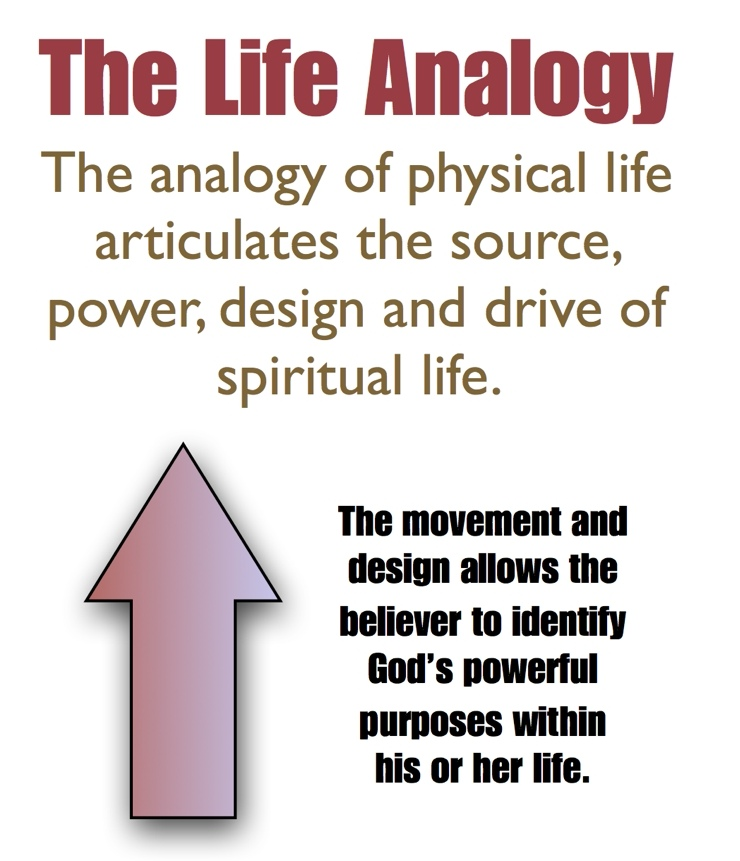 The Life Analogy
The analogy of physical life
articulates the source,
power, design and drive of
spiritual life.
The movement and
design allows the
believer to identify
God’s powerful
purposes within
his or her life.